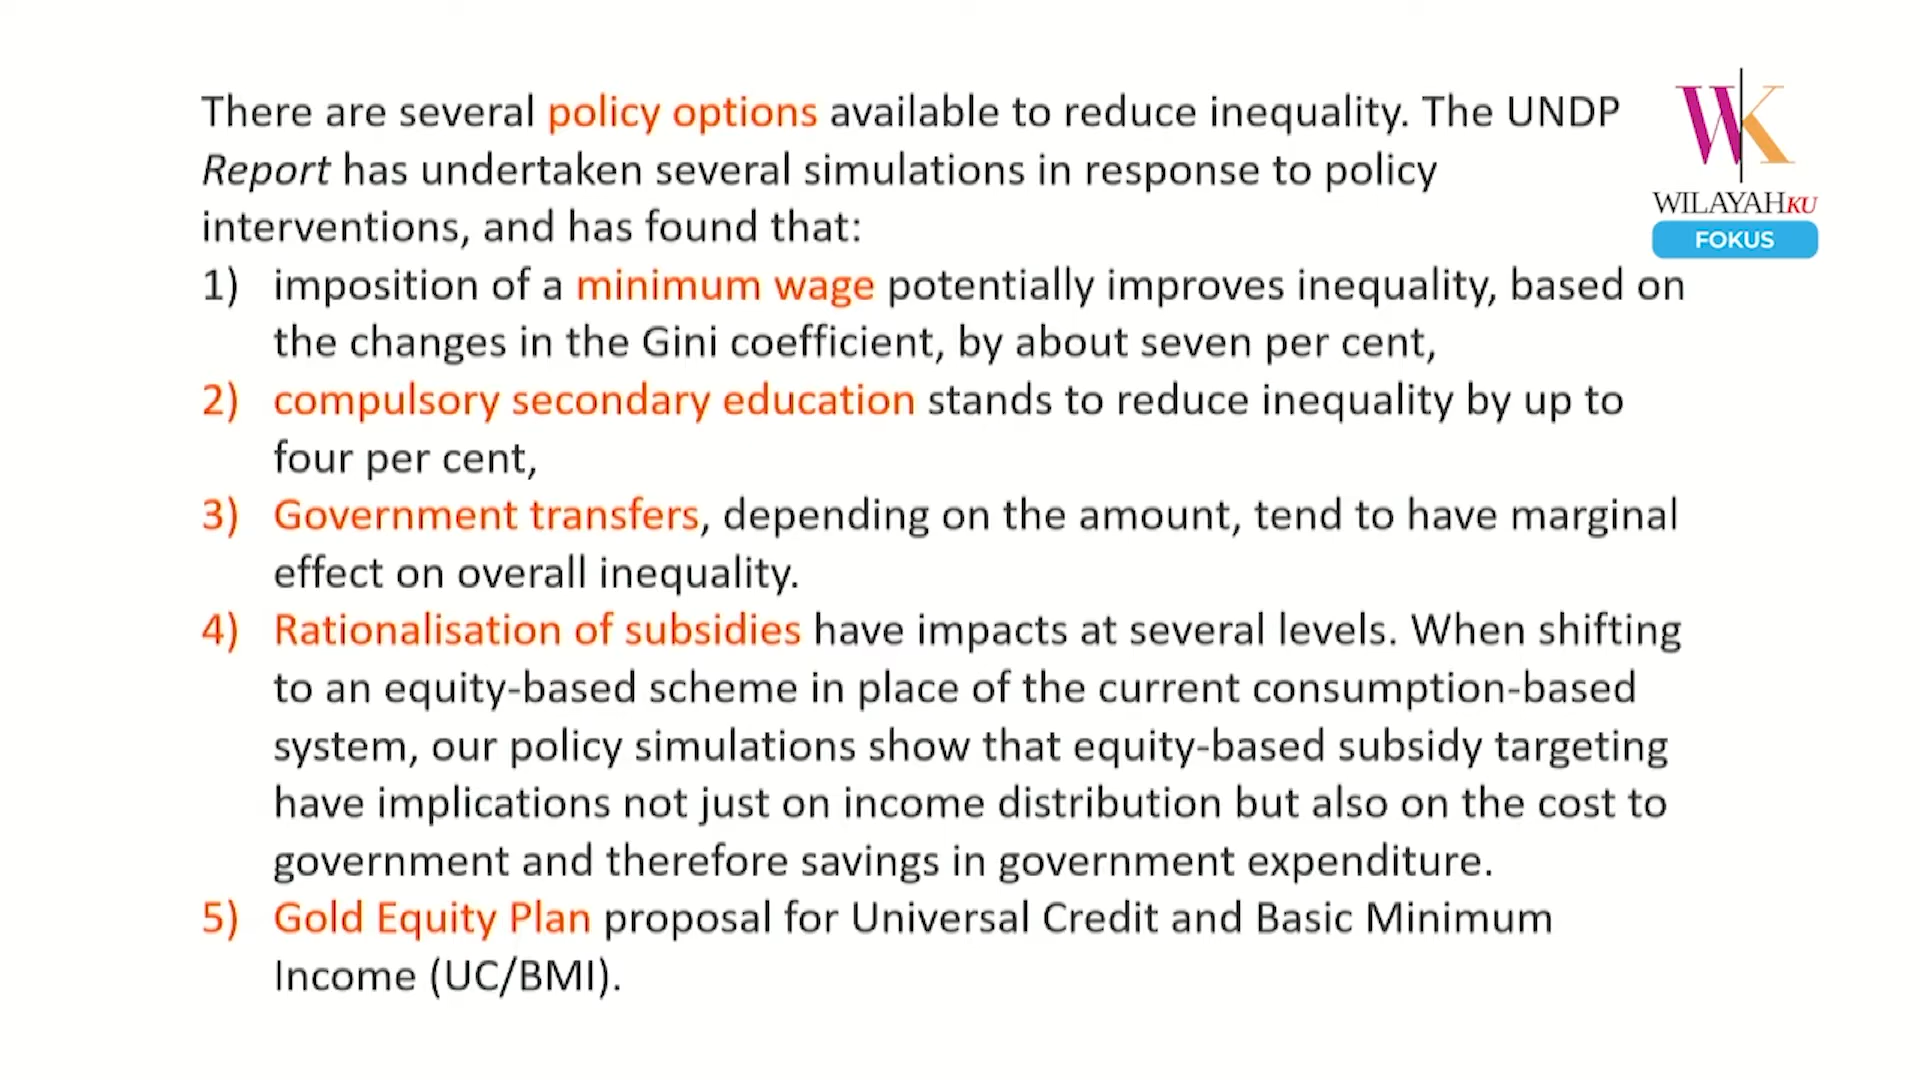 There are several policy options available to reduce inequality. The UNDP
Report has undertaken several simulations in response to policy
interventions, and has found that:
1) imposition of a minimum wage potentially improves inequality, based on
the changes in the Gini coefficient, by about seven per cent,
2) compulsory secondary education stands to reduce inequality by up to
four per cent,
3) Government transfers, depending on the amount, tend to have marginal
effect on overall inequality.
4) Rationalisation of subsidies have impacts at several levels. When shifting
to an equity-based scheme in place of the current consumption-based
system, our policy simulations show that equity-based subsidy targeting
have implications not just on income distribution but also on the cost to
government and therefore savings in government expenditure.
5) Gold Equity Plan proposal for Universal Credit and Basic Minimum
Income (UC/BMI).
WK
WILAYAHKU
FOKUS